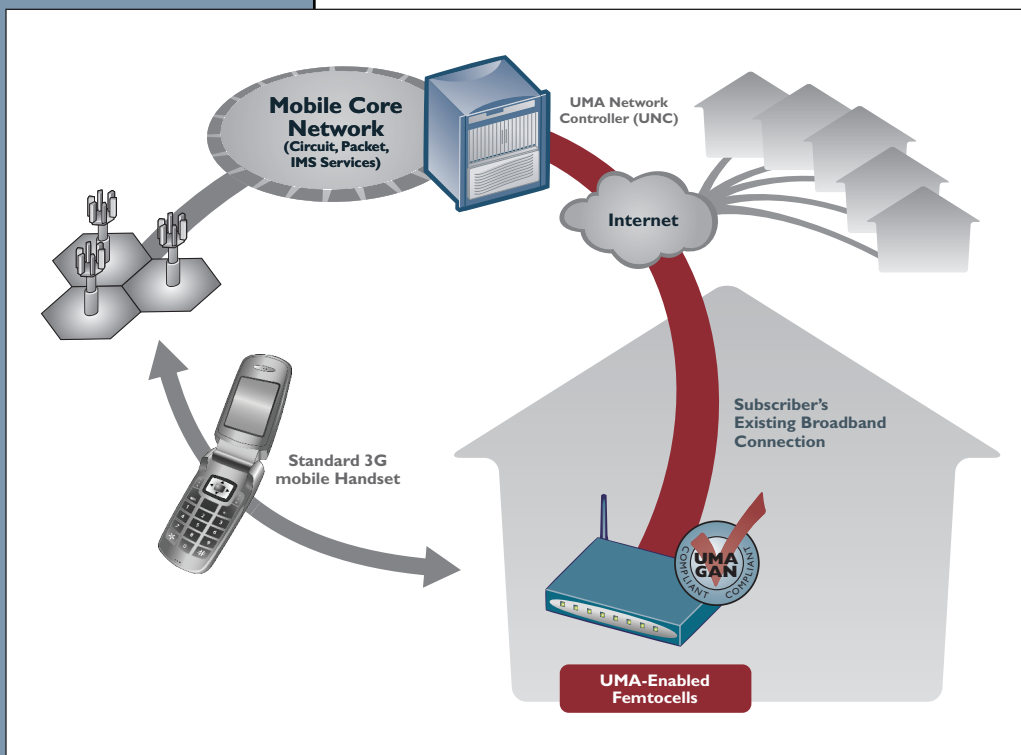 Mobile Core
Network
(Circuit, Packet,
IMS Services)
UMA Network
Controller (UNC)
Internet
Subscriber's
Existing Broadband
Connection
Standard 3G
mobile Handset
UMA
GAN
COMPLIANT
COMPLIANT
UMA-Enabled
Femtocells